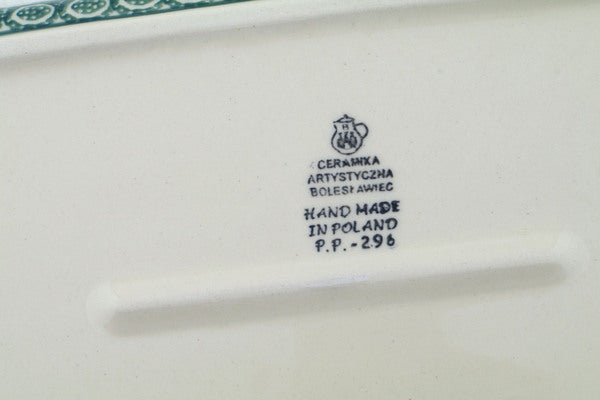 B
CERAMIKA
ARTYSTYCZNA
BOLESŁAWIEC
HAND MADE
IN POLAND
P.P. -296